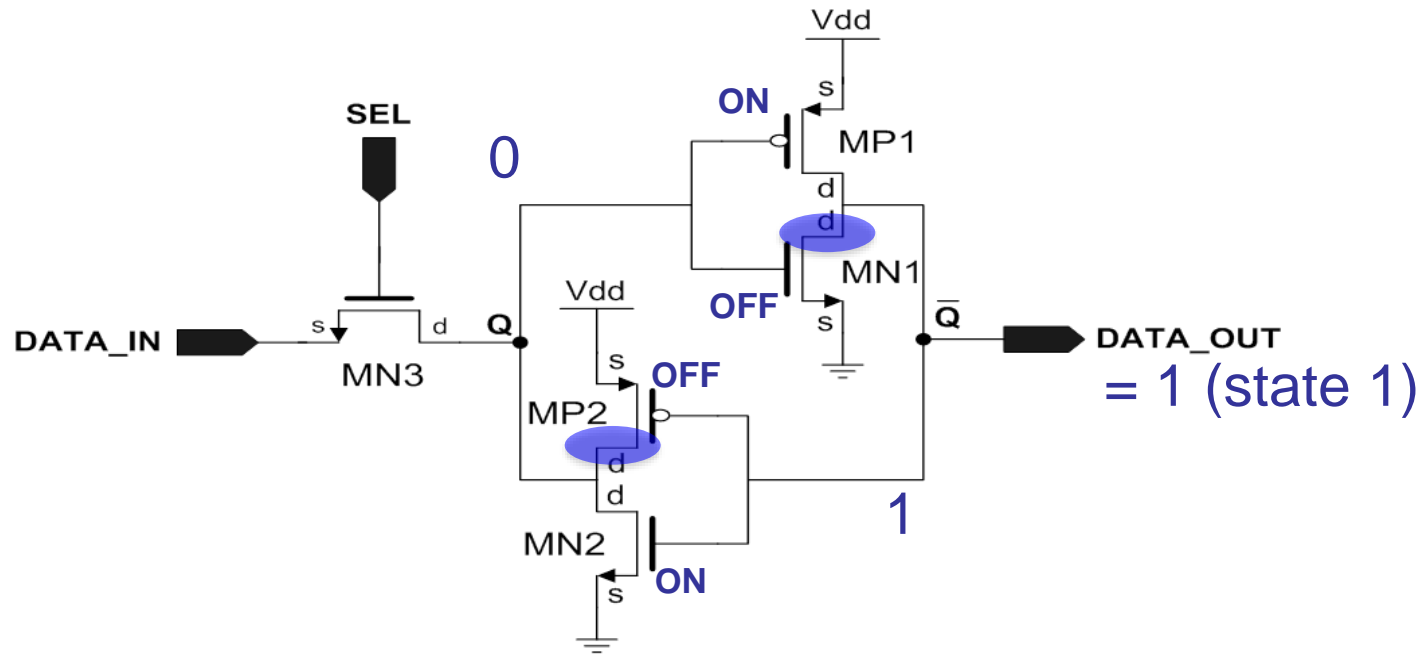 Vdd
s
ON
SEL
MP1
0
d
d
MN1
Vdd
OFF
Q̅
s
d
Q
s
DATA_IN
DATA_OUT
MN3
s
OFF
= 1 (state 1)
MP2
d
d
1
MN2
ON
s